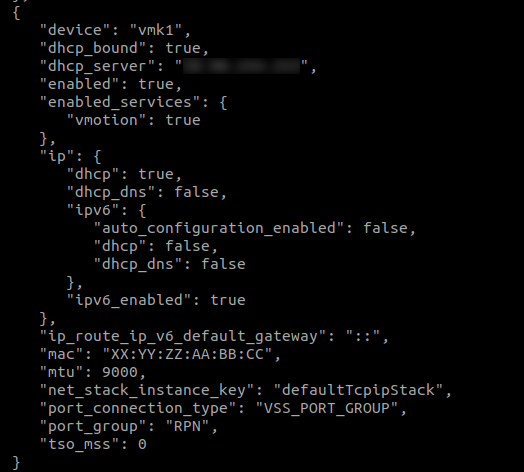 {
"device": "vmk1",
"dhcp_bound": true,
"dhcp_server": " ",
"enabled": true,
"enabled_services": {
"vmotion": true
},
"ip": {
"dhcp": true,
"dhcp_dns": false,
"ipv6": {
"auto_configuration_enabled": false,
"dhcp": false,
"dhcp_dns": false
},
"ipv6_enabled": true
},
"ip_route_ip_v6_default_gateway": "::",
"mac": "XX:YY:ZZ:AA:BB:CC",
"mtu": 9000,
"net_stack_instance_key": "defaultTcpipStack",
"port_connection_type": "VSS_PORT_GROUP",
"port_group": "RPN",
"tso_mss": 0
}